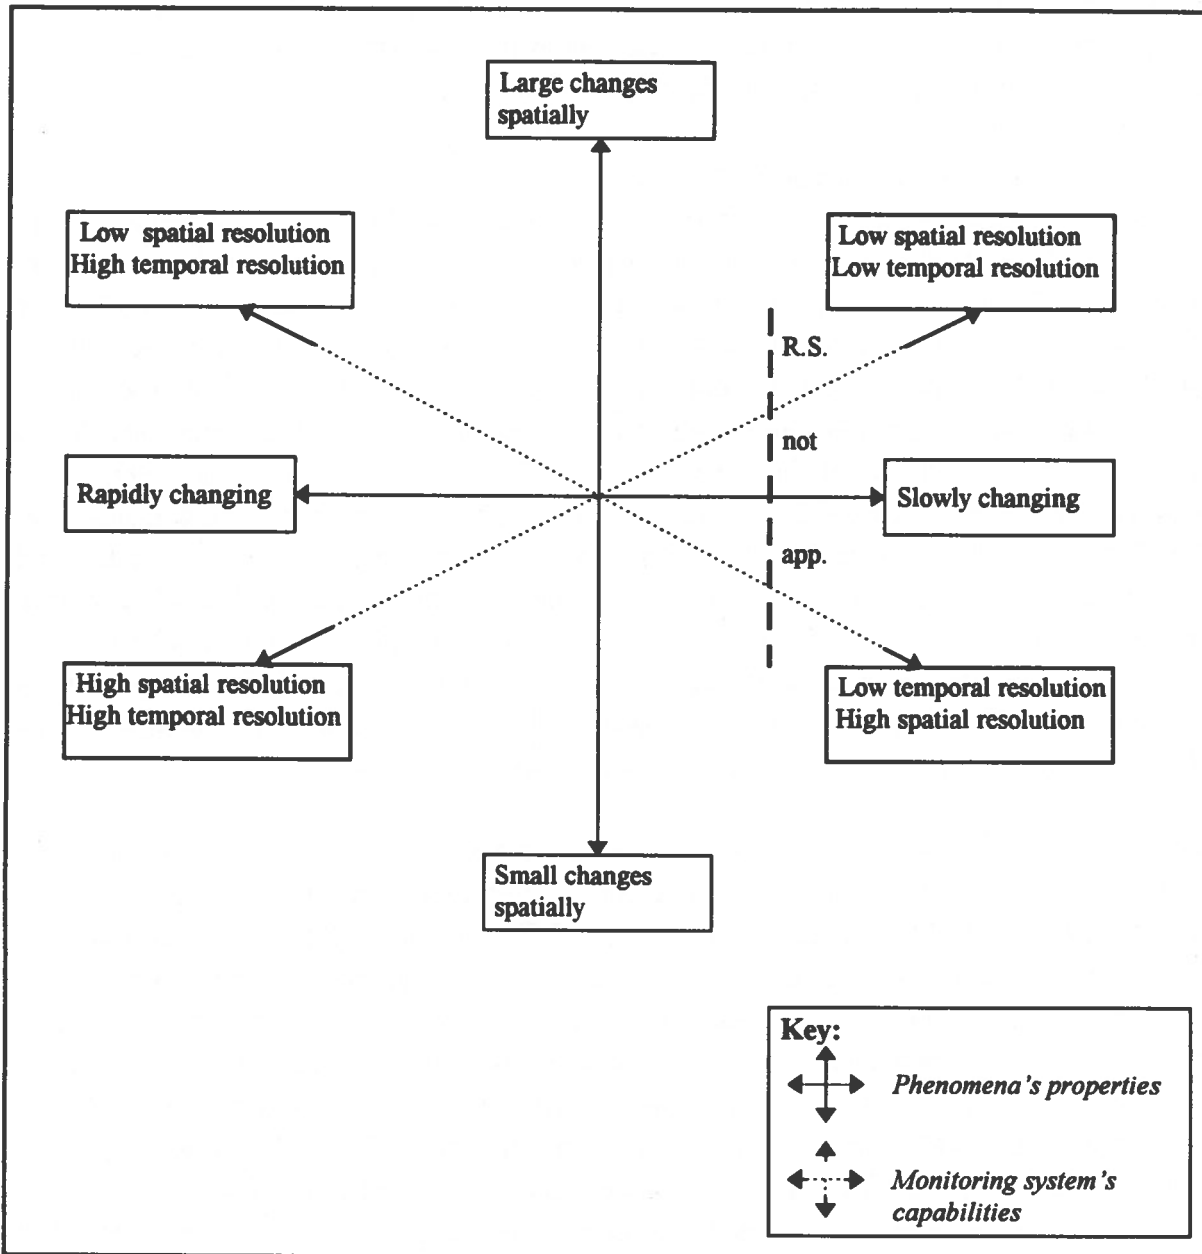 Large changes
spatially
Low spatial resolution
High temporal resolution
Low spatial resolution
Low temporal resolution
R.S.
not
app.
Rapidly changing
Slowly changing
High spatial resolution
High temporal resolution
Low temporal resolution
High spatial resolution
Small changes
spatially
Key:
Phenomena's properties
Monitoring system's
capabilities